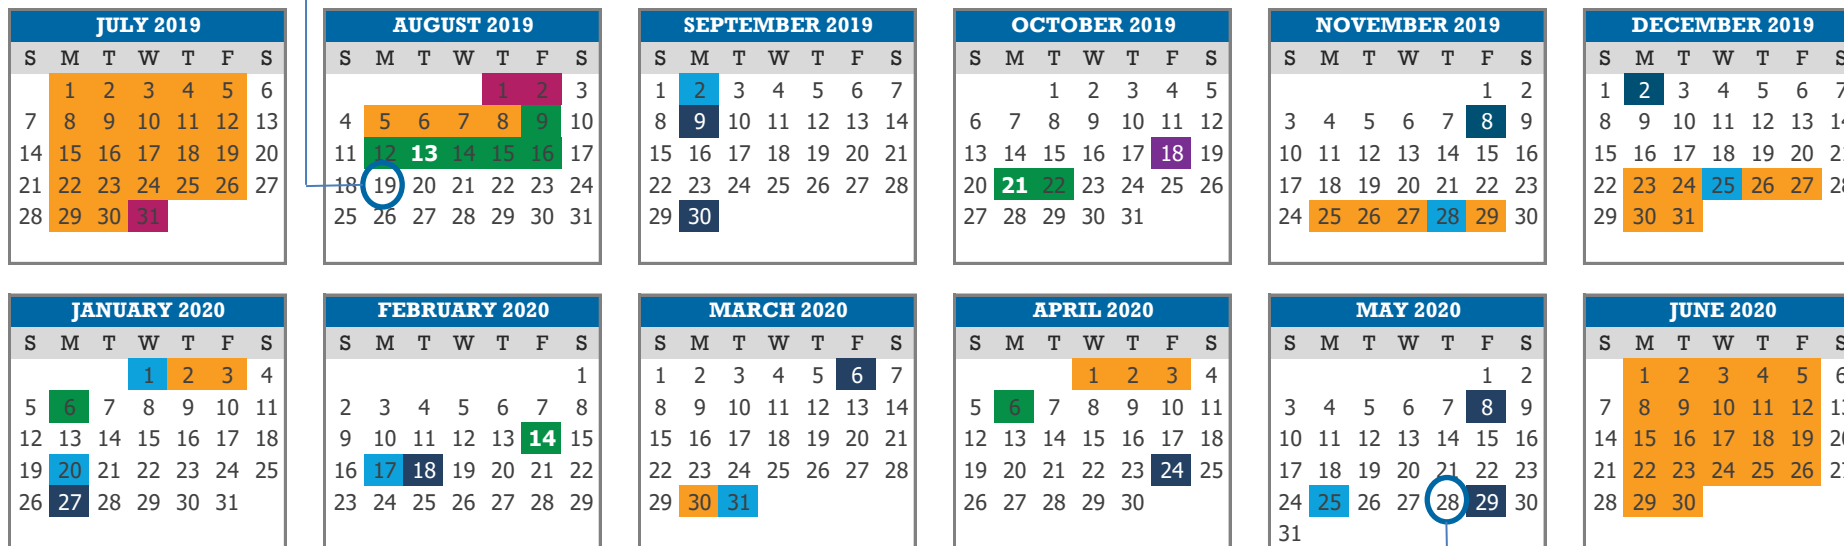 JULY 2019 AUGUST 2019 SEPTEMBER 2019 OCTOBER 2019 NOVEMBER 2019 DECEMBER 2019
S M T W T F S S M T W T F S S M T W T F S S M T W T F S S M T W T F S S M T W T F S
1 2 3 4 5 6 1 2 3 1 2 3 4 5 6 7 1 2 3 4 5 1 2 1 2 3 4 5 6 7
7 8 9 10 11 12 13 4 5 6 7 8 9 10 8 9 10 11 12 13 14 6 7 8 9 10 11 12 3 4 5 6 7 8 9 8 9 10 11 12 13 14
14 15 16 17 18 19 20 11 12 13 14 15 16 17 15 16 17 18 19 20 21 13 14 15 16 17 18 19 10 11 12 13 14 15 16 15 16 17 18 19 20 21
21 22 23 24 25 26 27 18 19 20 21 22 23 24 22 23 24 25 26 27 28 20 21 22 23 24 25 26 17 18 19 20 21 22 23 22 23 24 25 26 27 28
28 29 30 31 25 26 27 28 29 30 31 29 30 27 28 29 30 31 24 25 26 27 28 29 30 29 30 31
JANUARY 2020 FEBRUARY 2020 MARCH 2020 APRIL 2020 MAY 2020 JUNE 2020
S M T W T F S S M T W T F S S M T W T F S S M T W T F S S M T W T F S S M T W T F S
1 2 3 4 1 1 2 3 4 5 6 7 1 2 3 4 1 2 1 2 3 4 5 6
5 6 7 8 9 10 11 2 3 4 5 6 7 8 8 9 10 11 12 13 14 5 6 7 8 9 10 11 3 4 5 6 7 8 9 7 8 9 10 11 12 13
12 13 14 15 16 17 18 9 10 11 12 13 14 15 15 16 17 18 19 20 21 12 13 14 15 16 17 18 10 11 12 13 14 15 16 14 15 16 17 18 19 20
19 20 21 22 23 24 25 16 17 18 19 20 21 22 22 23 24 25 26 27 28 19 20 21 22 23 24 25 17 18 19 20 21 22 23 21 22 23 24 25 26 27
26 27 28 29 30 31 23 24 25 26 27 28 29 29 30 31 26 27 28 29 30 24 25 26 27 28 29 30 28 29 30
31